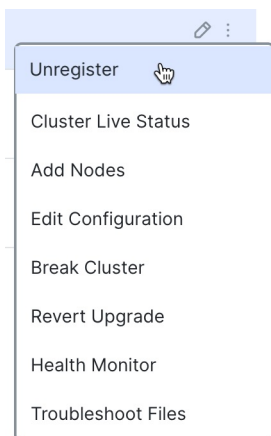 Unregister
Cluster Live Status
Add Nodes
Edit Configuration
Break Cluster
Revert Upgrade
Health Monitor
Troubleshoot Files